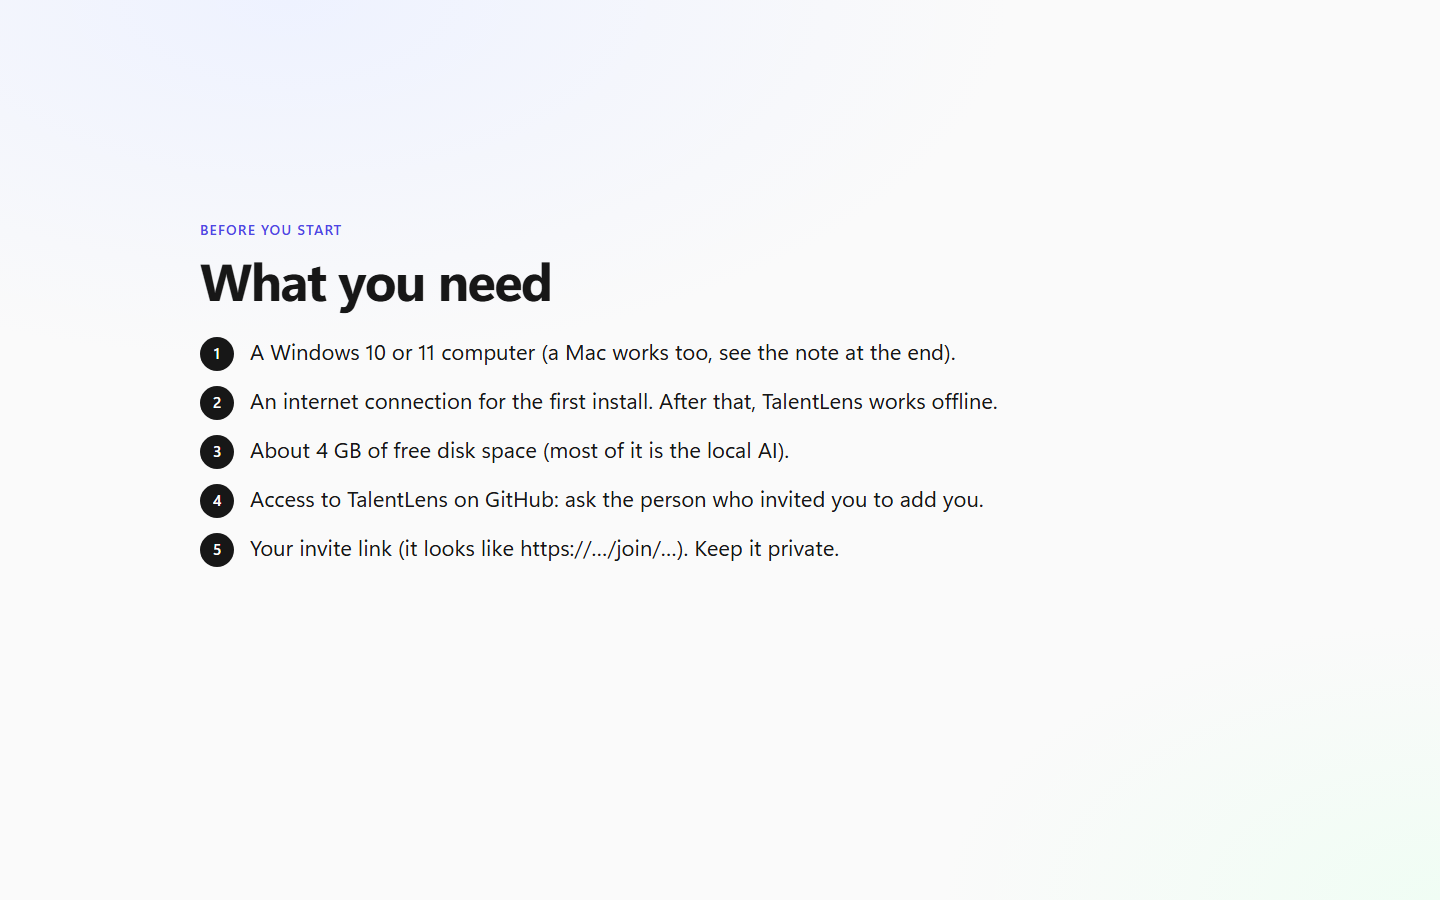 BEFORE YOU START
What you need
1 A Windows 10 or 11 computer (a Mac works too, see the note at the end).
2 An internet connection for the first install. After that, TalentLens works offline.
3 About 4 GB of free disk space (most of it is the local AI).
4 Access to TalentLens on GitHub: ask the person who invited you to add you.
5 Your invite link (it looks like https://.../join/...). Keep it private.